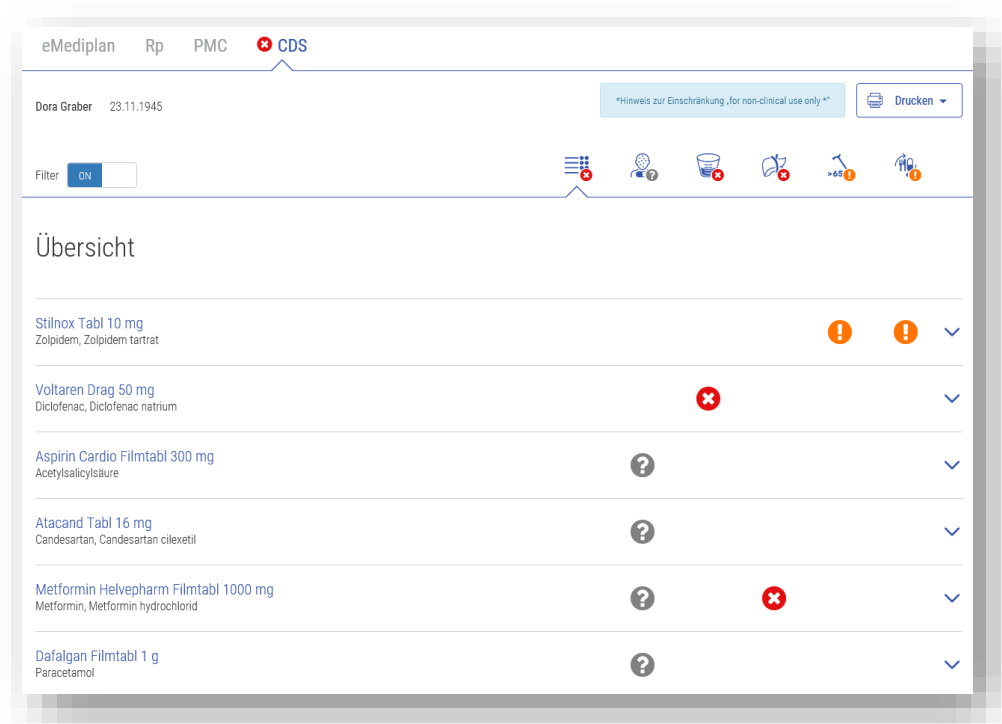 eMediplan Rp PMC CDS
Dora Graber 23.11.1945
*Hinweis zur Einschränkung „for non-clinical use only *“
Drucken
Filter ON
>65
Übersicht
Stilnox Tabl 10 mg
Zolpidem, Zolpidem tartrat
Voltaren Drag 50 mg
Diclofenac, Diclofenac natrium
Aspirin Cardio Filmtabl 300 mg
Acetylsalicylsäure
Atacand Tabl 16 mg
Candesartan, Candesartan cilexetil
Metformin Helvepharm Filmtabl 1000 mg
Metformin, Metformin hydrochlorid
Dafalgan Filmtabl 1 g
Paracetamol